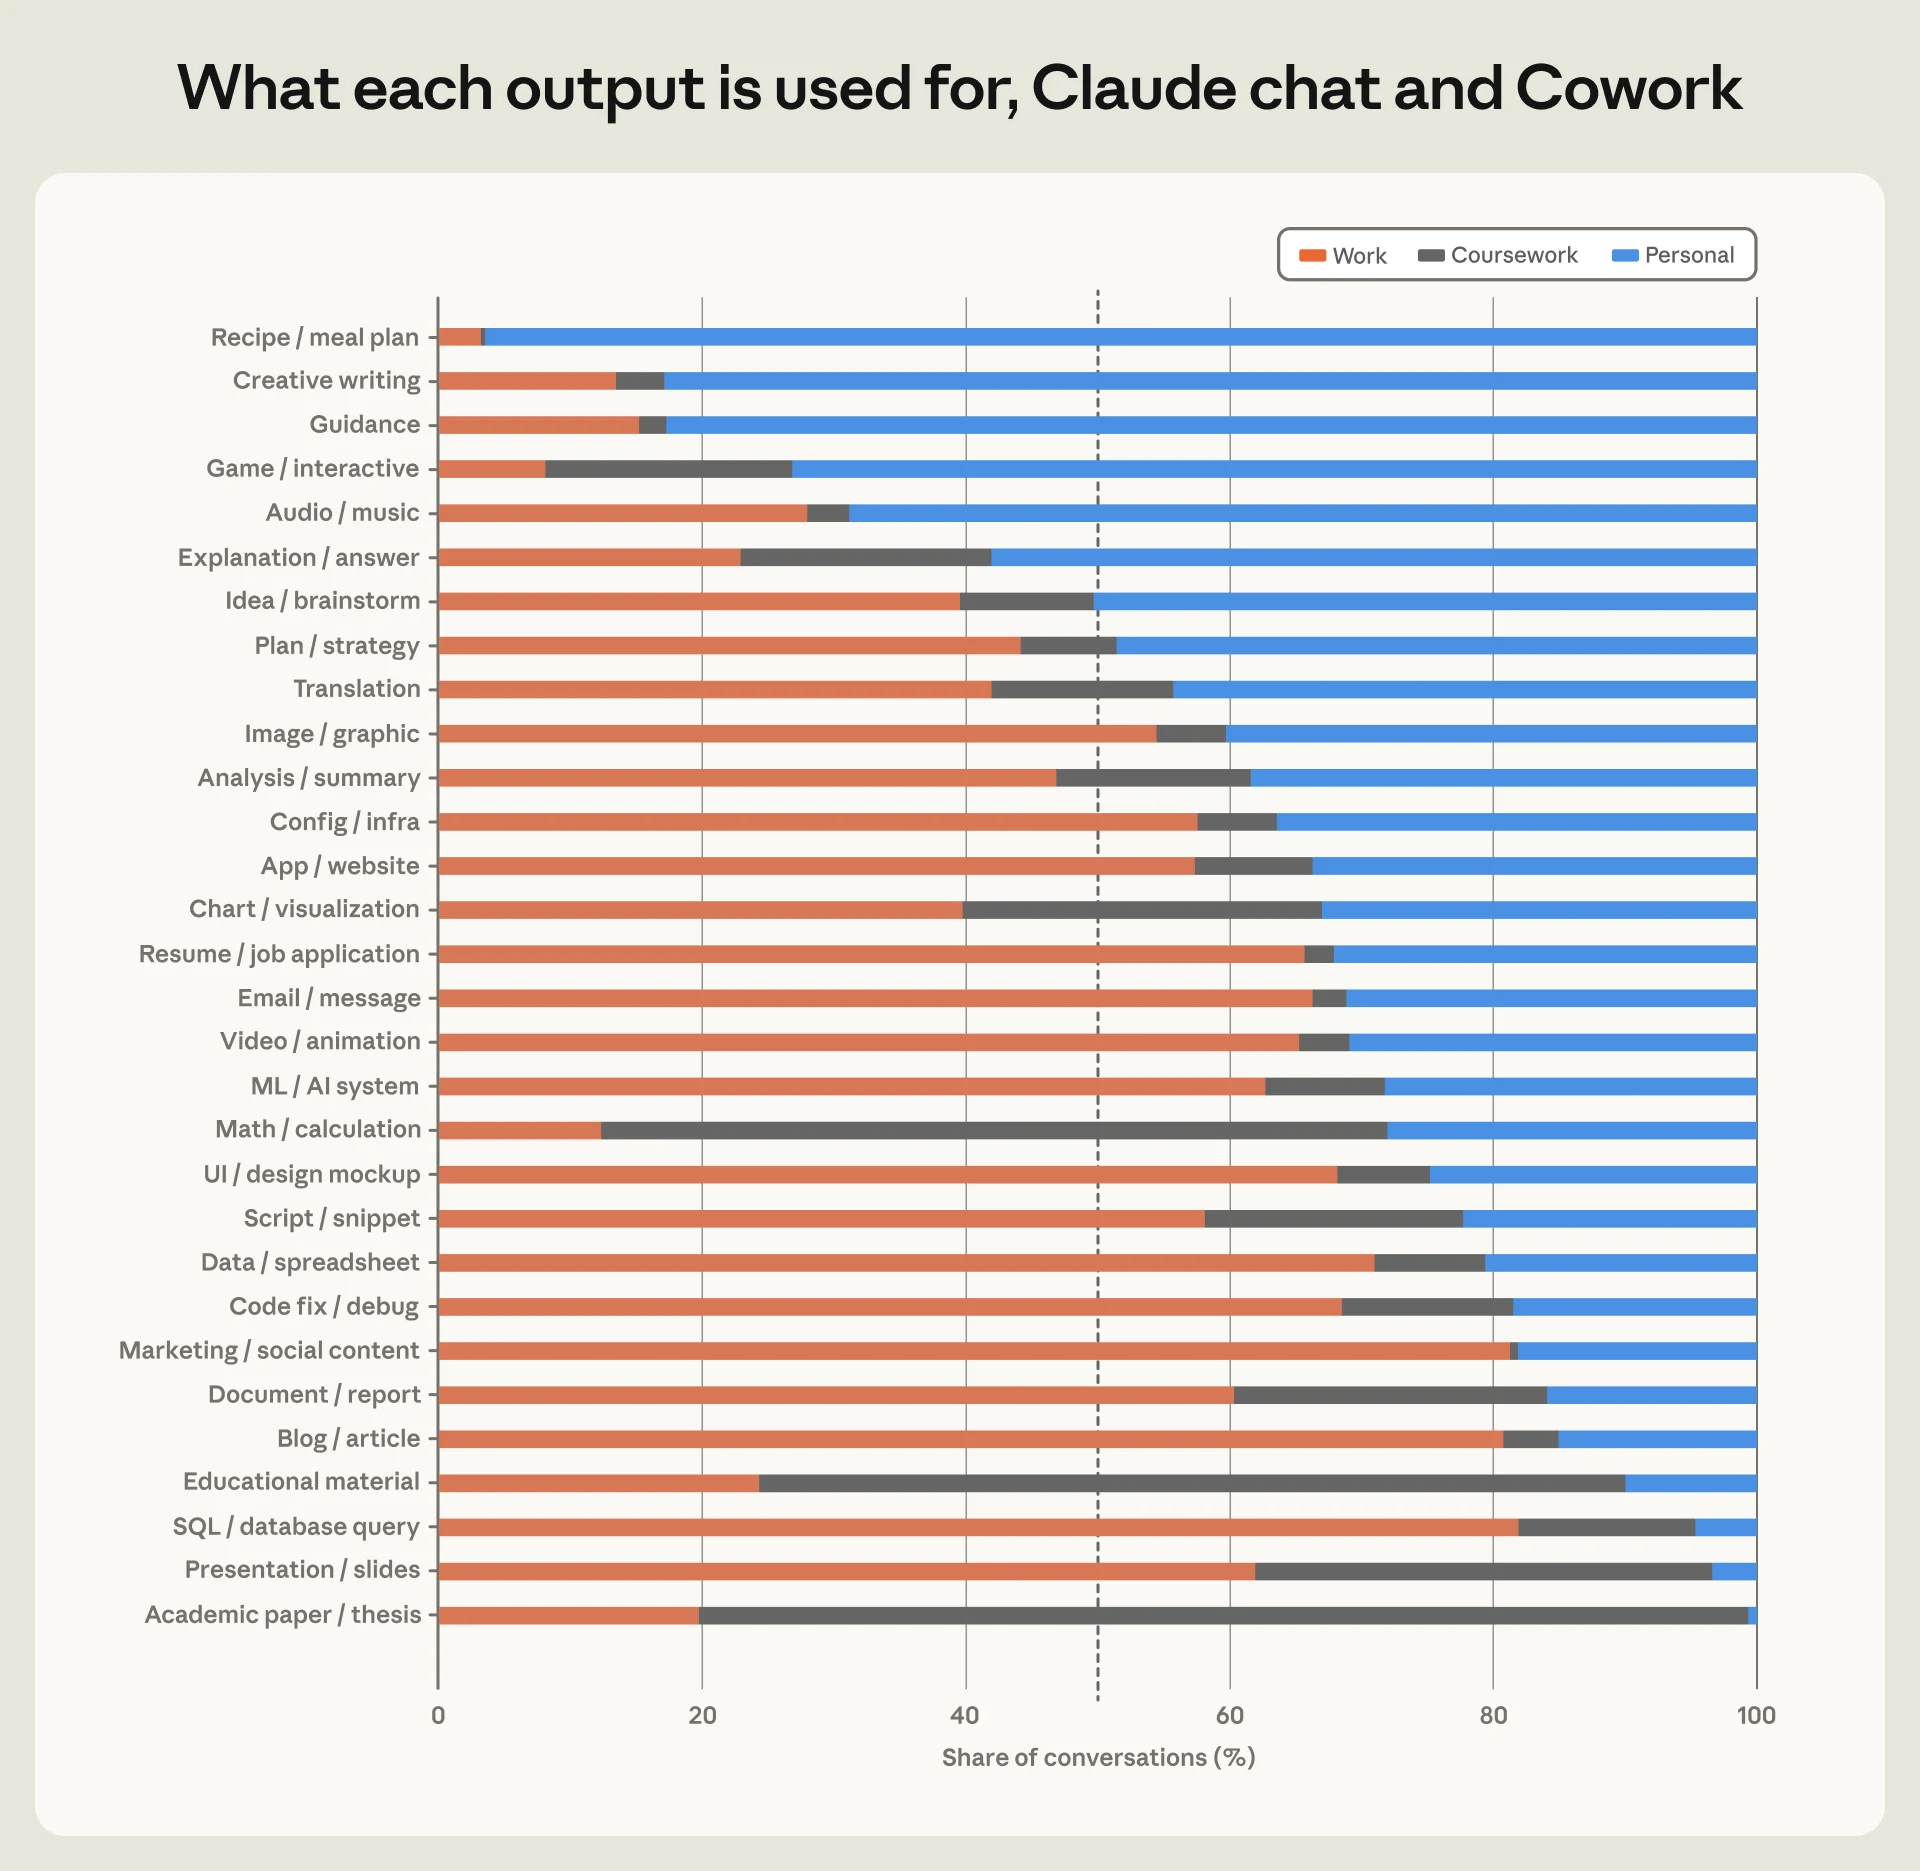 What each output is used for, Claude chat and Cowork
Work Coursework Personal
Recipe / meal plan
Creative writing
Guidance
Game / interactive
Audio / music
Explanation / answer
Idea / brainstorm
Plan / strategy
Translation
Image / graphic
Analysis / summary
Config / infra
App / website
Chart / visualization
Resume / job application
Email / message
Video / animation
ML / AI system
Math / calculation
UI / design mockup
Script / snippet
Data / spreadsheet
Code fix / debug
Marketing / social content
Document / report
Blog / article
Educational material
SQL / database query
Presentation / slides
Academic paper / thesis
0 20 40 60 80 100
Share of conversations (%)